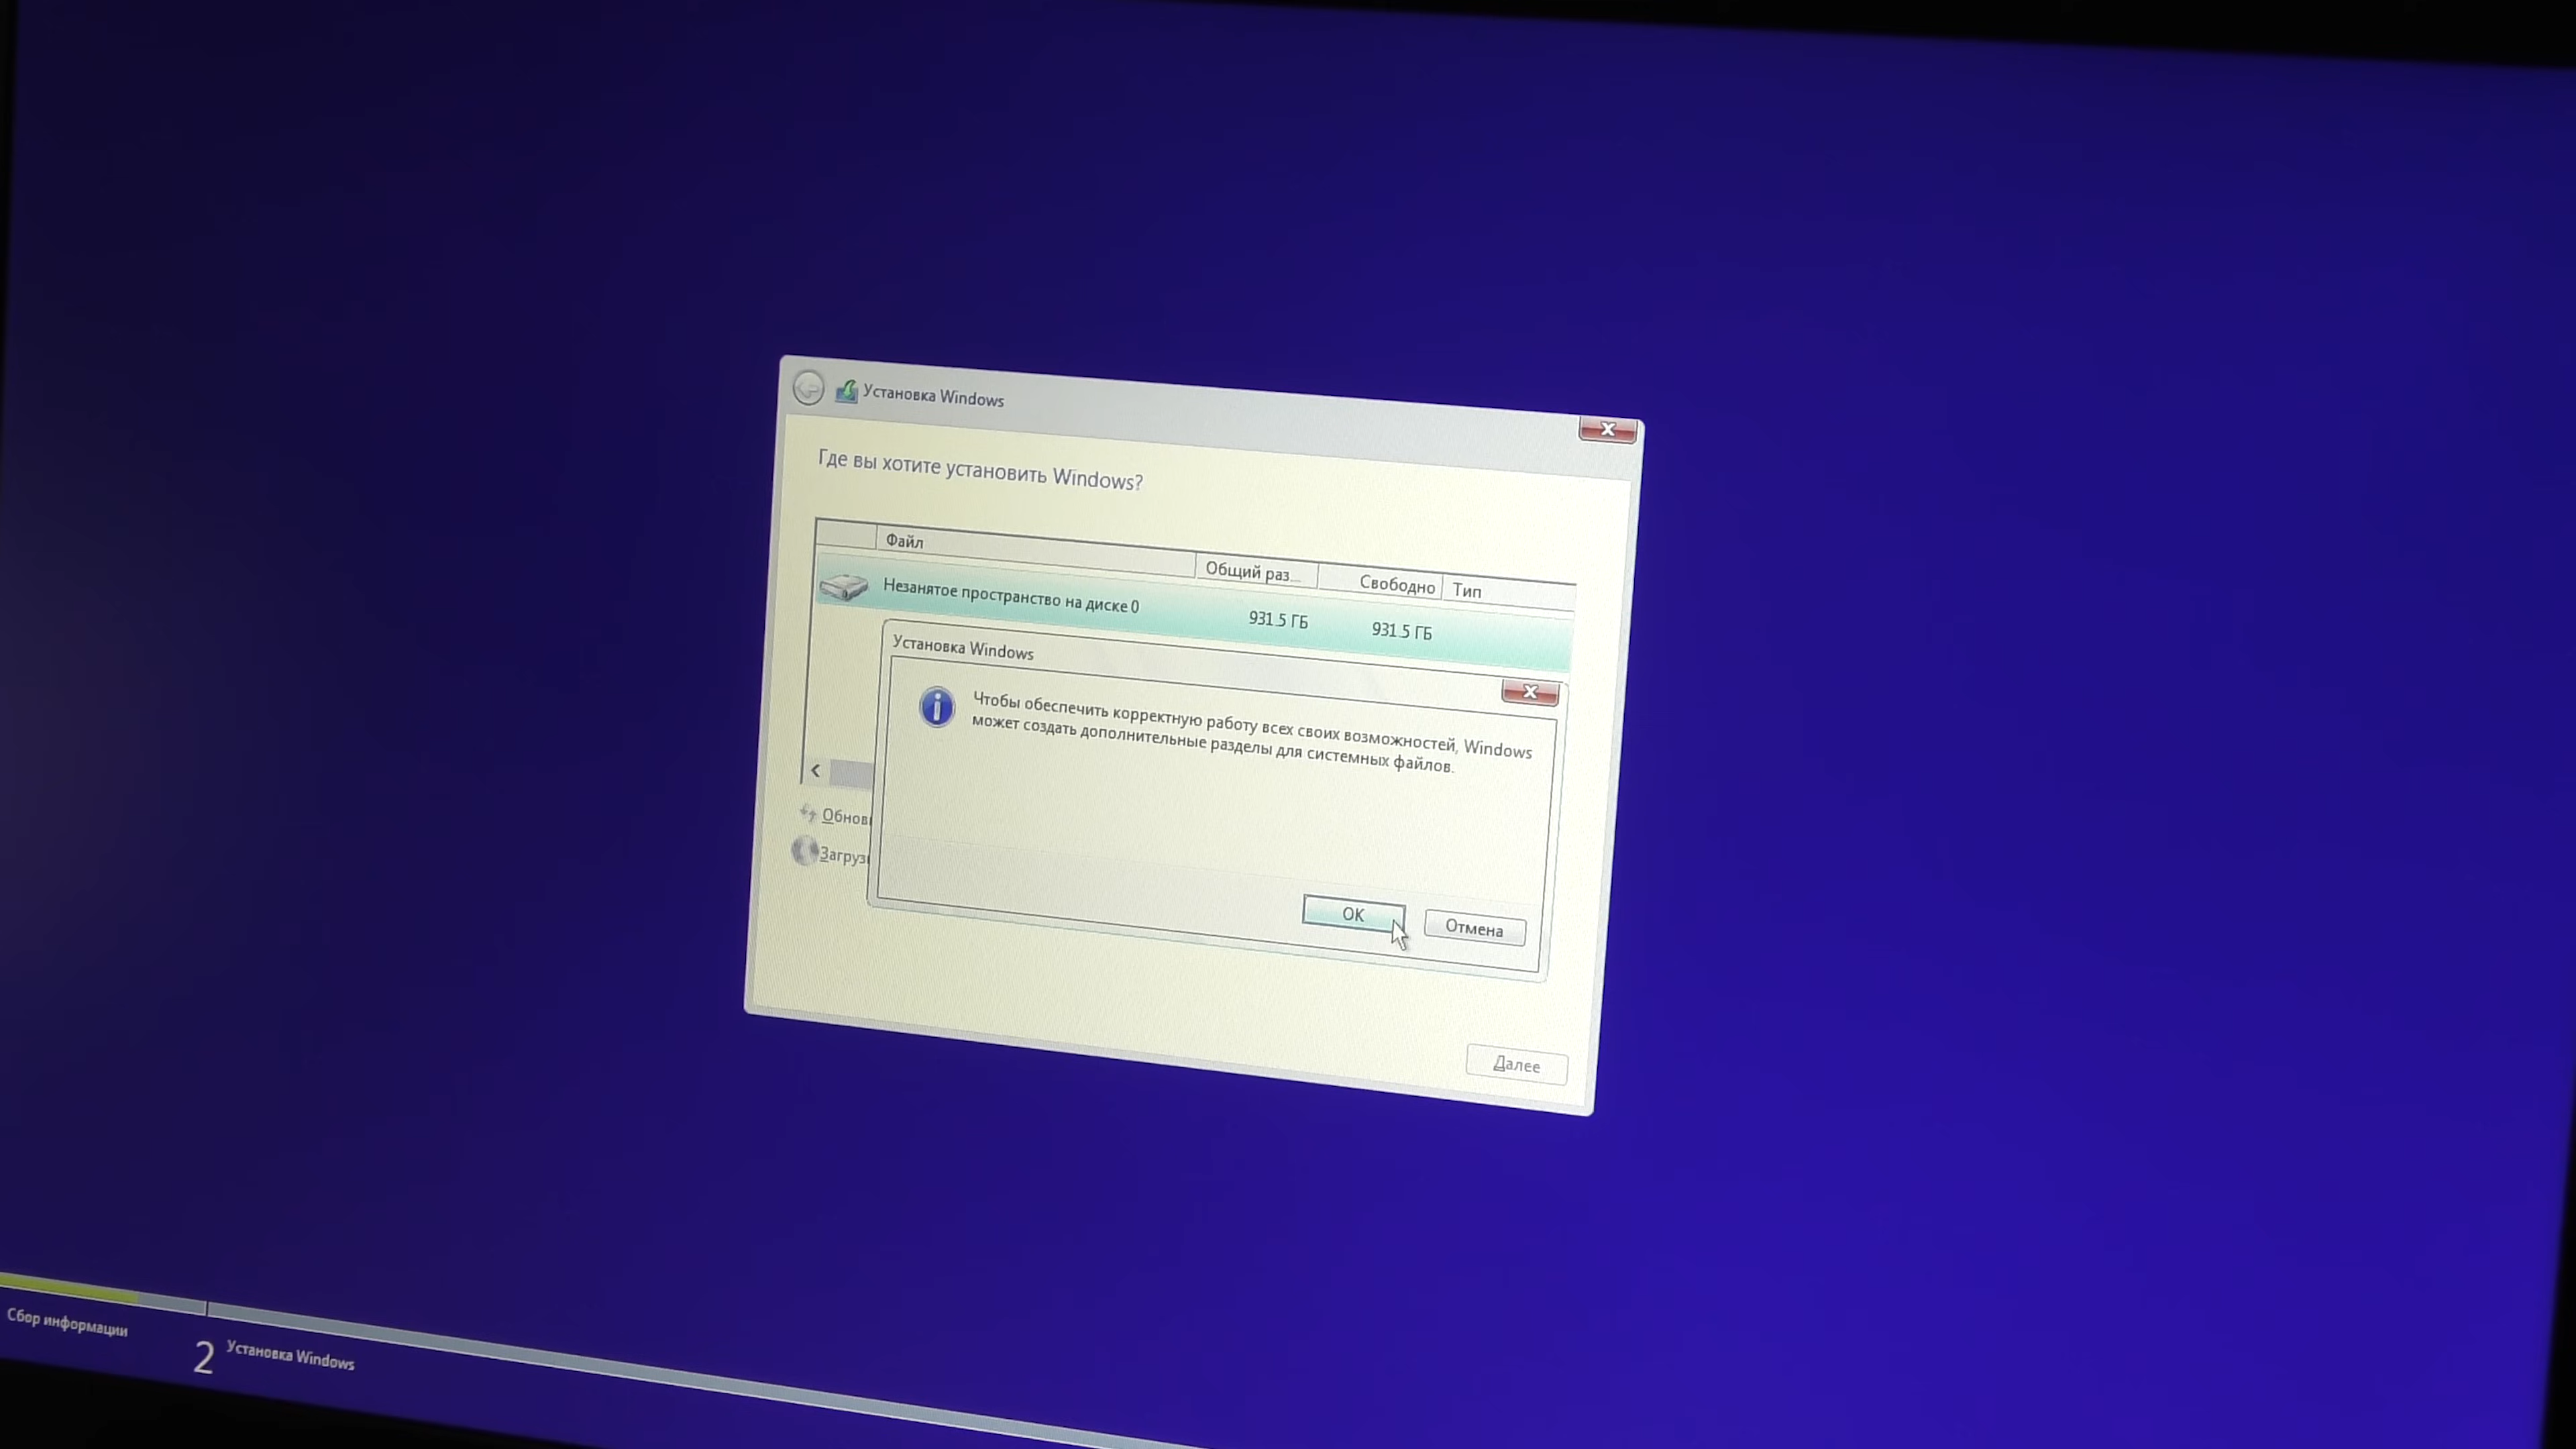 Установка Windows
Где вы хотите установить Windows?
Файл Общий раз... Свободно Тип
Незанятое пространство на диске 0 931.5 ГБ 931.5 ГБ
Установка Windows
Чтобы обеспечить корректную работу всех своих возможностей, Windows
может создать дополнительные разделы для системных файлов.
Обнов
Загруз
ОК Отмена
Далее
Сбор информации
2 Установка Windows